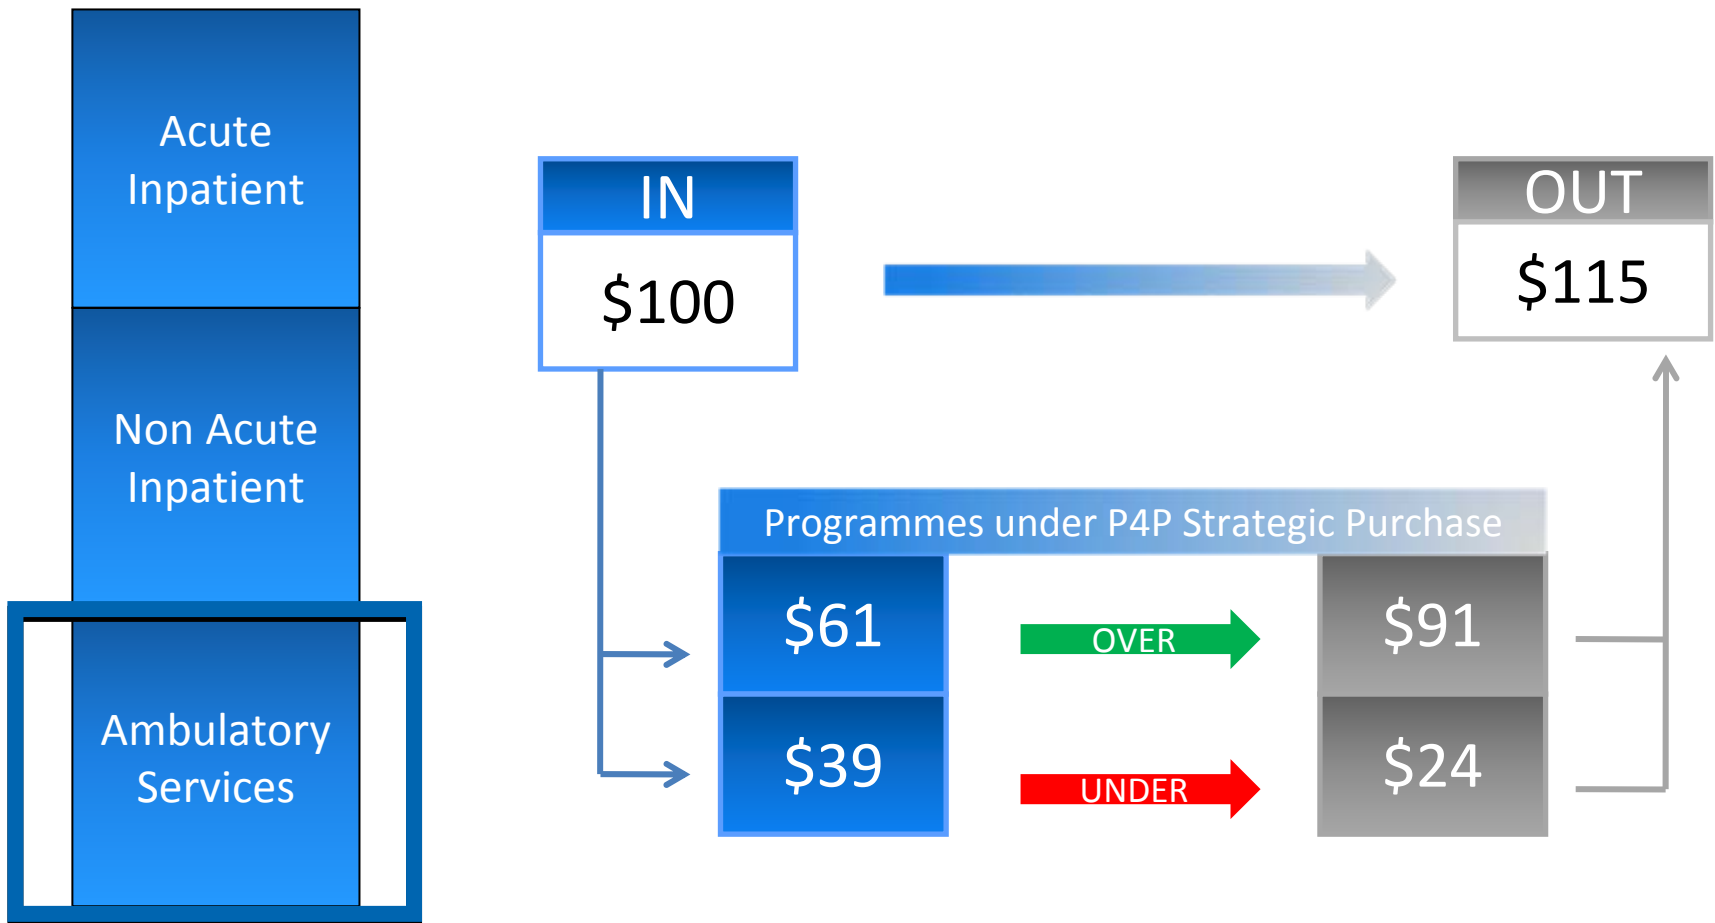 Acute
Inpatient
Non Acute
Inpatient
Ambulatory
Services
IN
$100
OUT
$115
Programmes under P4P Strategic Purchase
$61
OVER
$91
$39
UNDER
$24